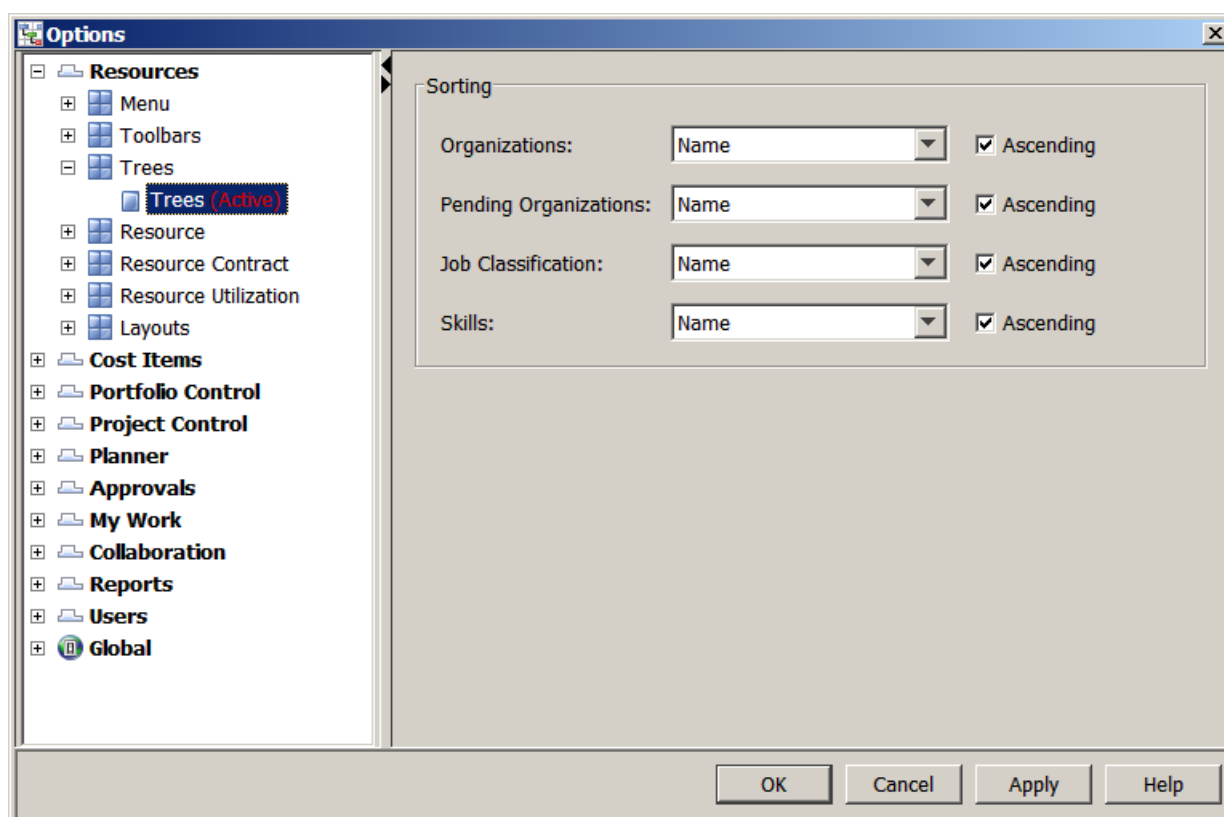 Options
Resources
Menu
Toolbars
Trees
Trees (Active)
Resource
Resource Contract
Resource Utilization
Layouts
Cost Items
Portfolio Control
Project Control
Planner
Approvals
My Work
Collaboration
Reports
Users
Global
Sorting
Organizations: Name Ascending
Pending Organizations: Name Ascending
Job Classification: Name Ascending
Skills: Name Ascending
OK Cancel Apply Help